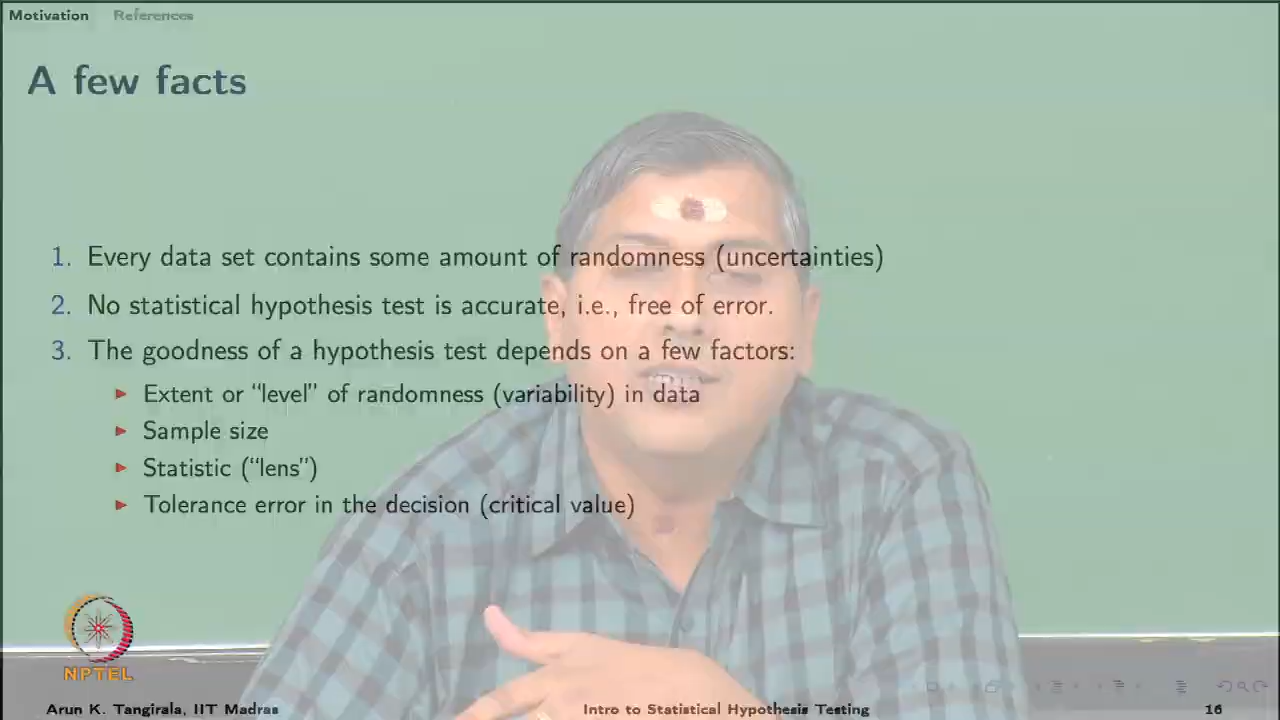 Motivation References
A few facts
1. Every data set contains some amount of randomness (uncertainties)
2. No statistical hypothesis test is accurate, i.e., free of error.
3. The goodness of a hypothesis test depends on a few factors:
Extent or “level” of randomness (variability) in data
Sample size
Statistic (“lens”)
Tolerance error in the decision (critical value)
NPTEL
Arun K. Tangirala, IIT Madras Intro to Statistical Hypothesis Testing 16